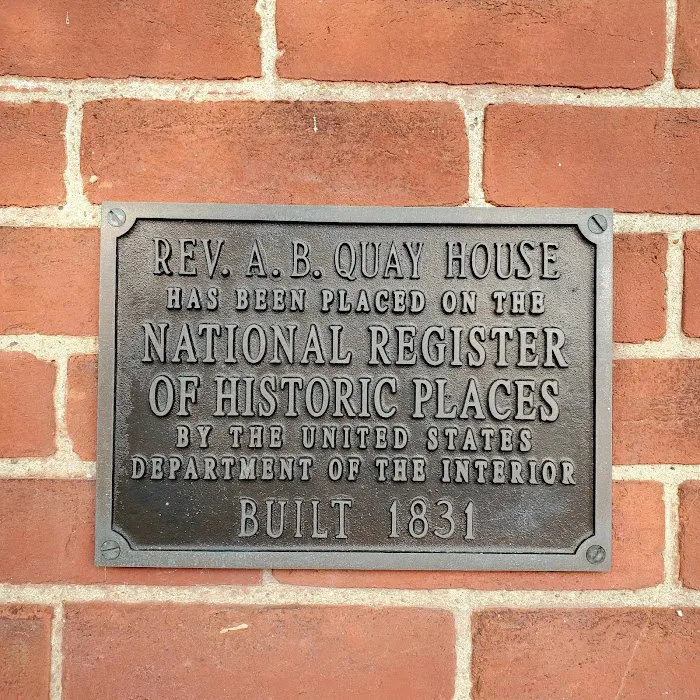 REV. A. B. QUAY HOUSE
HAS BEEN PLACED ON THE
NATIONAL REGISTER
OF HISTORIC PLACES
BY THE UNITED STATES
DEPARTMENT OF THE INTERIOR
BUILT 1831